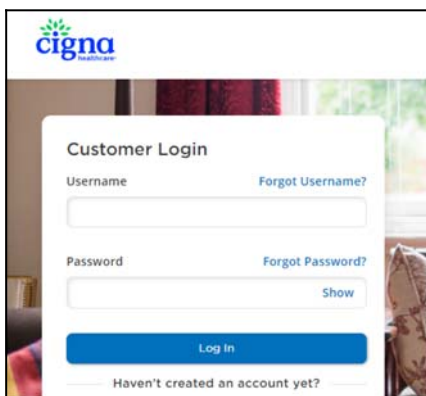 cigna
healthcare
Customer Login
Username Forgot Username?
Password Forgot Password?
Show
Log In
Haven't created an account yet?